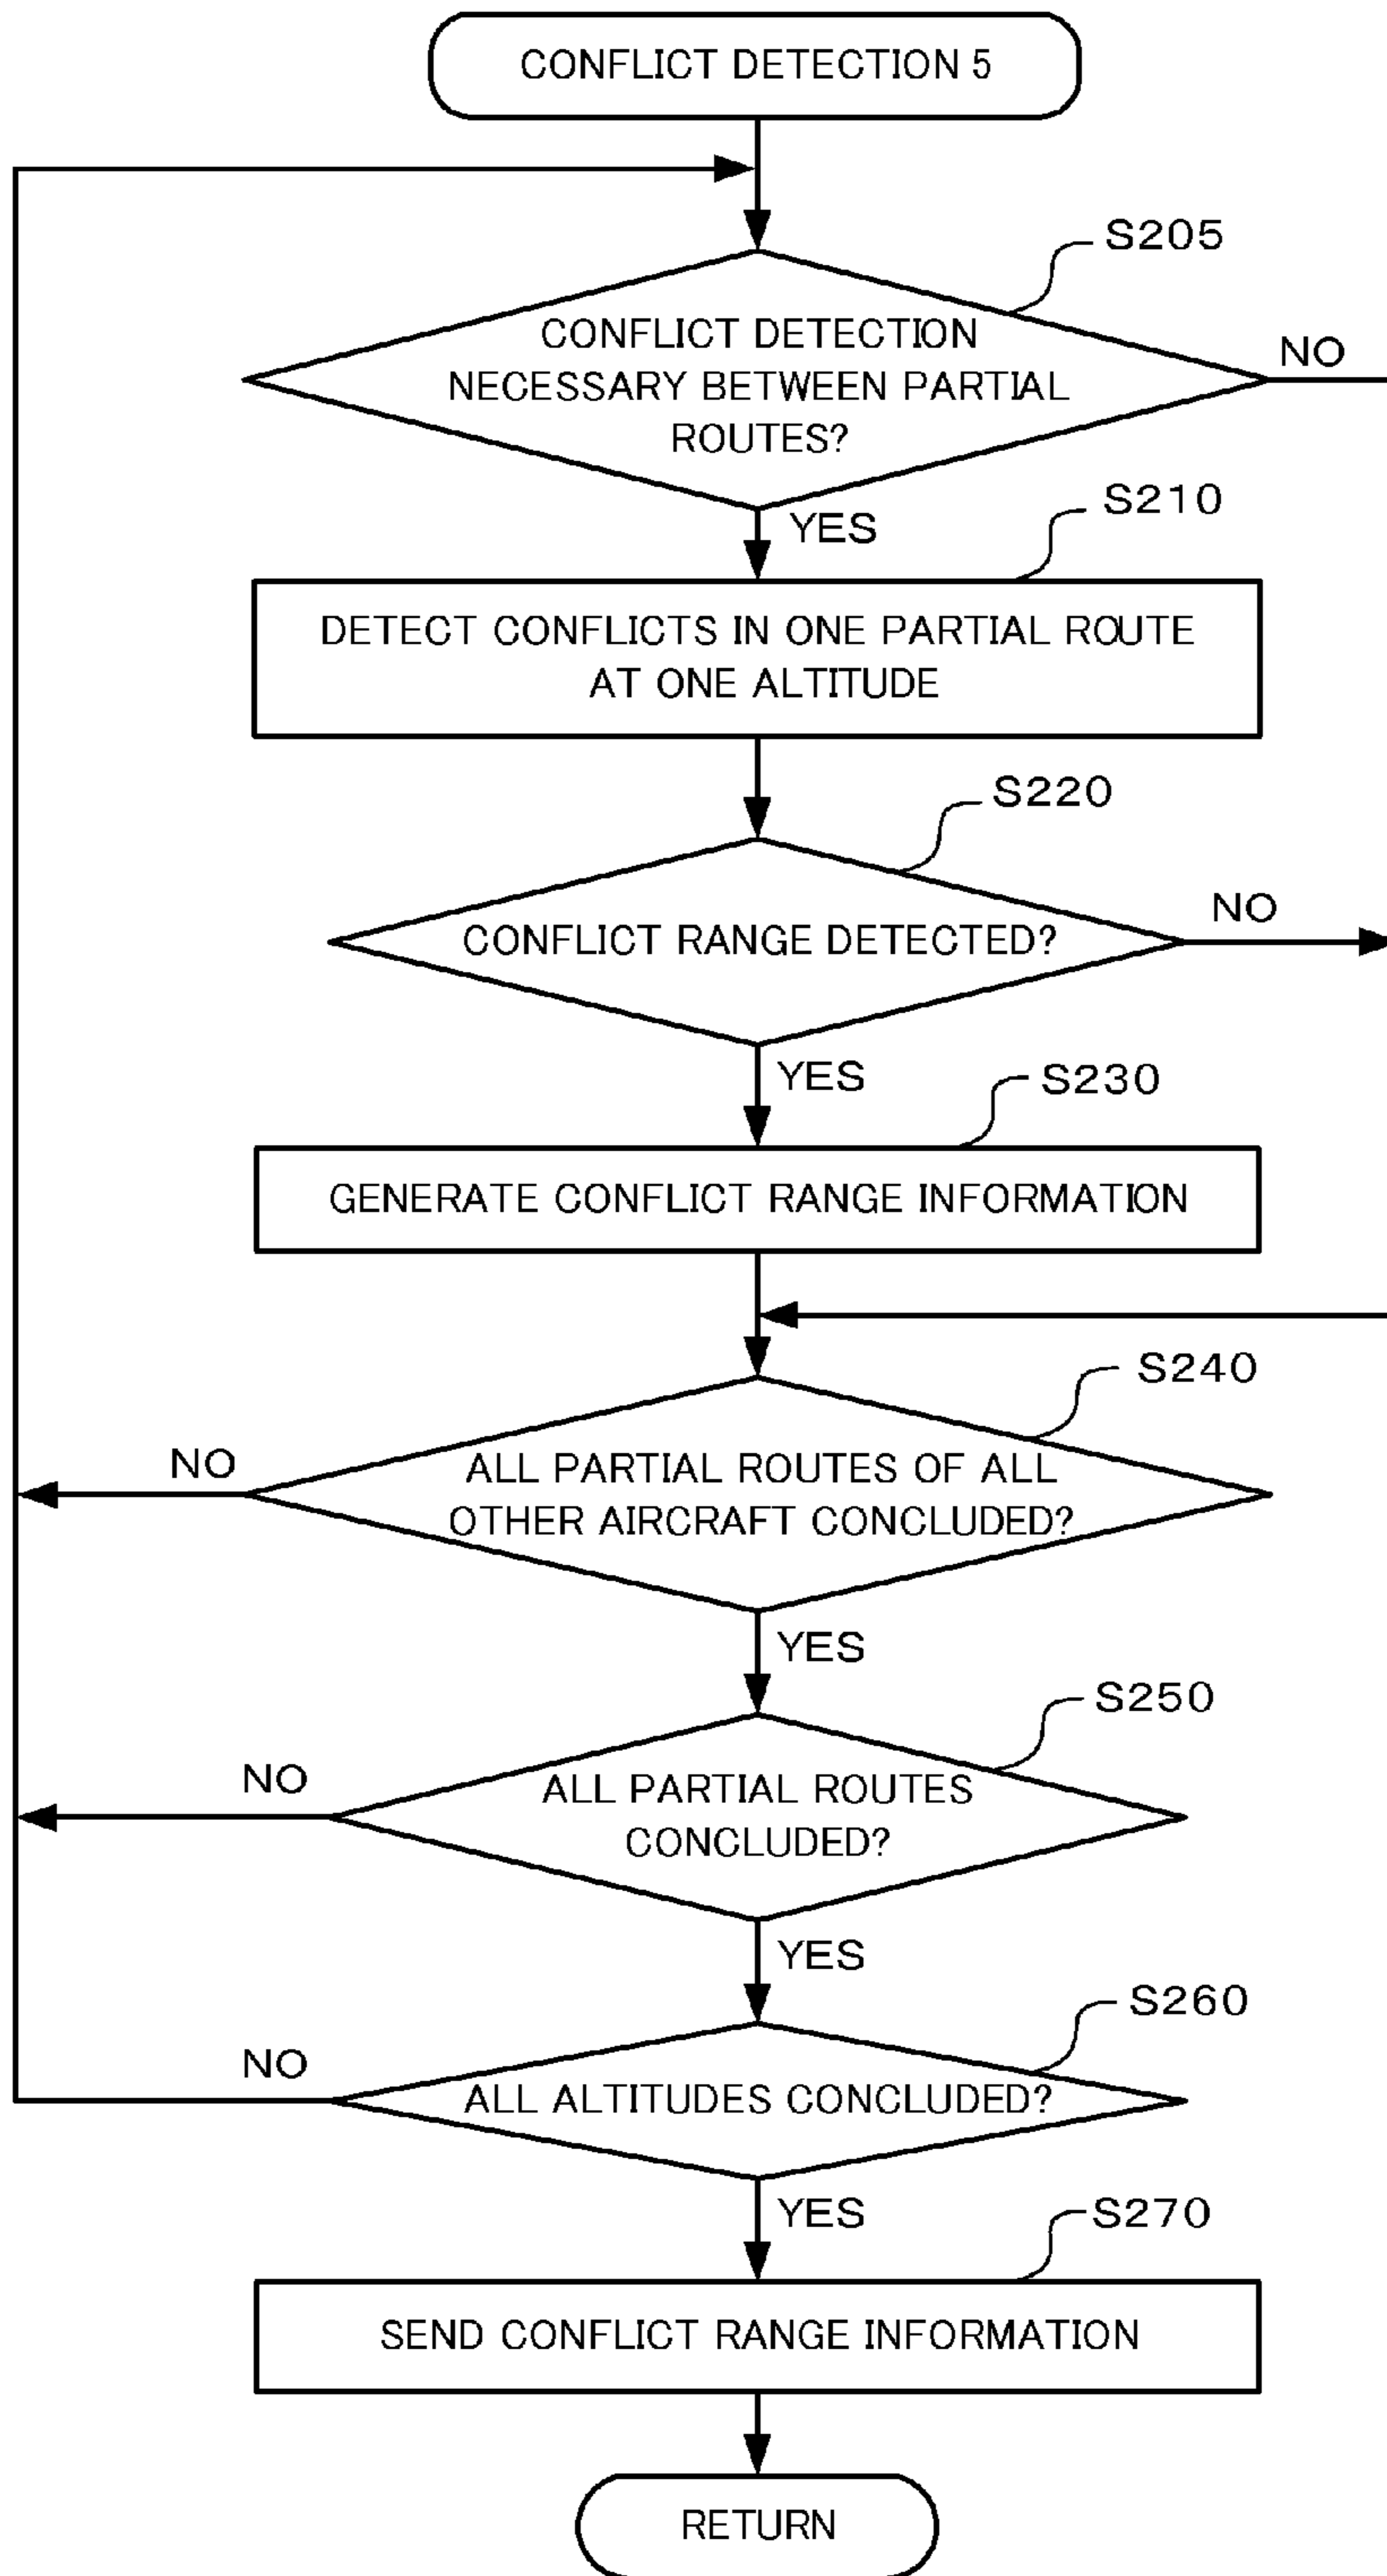 CONFLICT DETECTION 5
S205
CONFLICT DETECTION
NECESSARY BETWEEN PARTIAL
ROUTES?
NO
YES
S210
DETECT CONFLICTS IN ONE PARTIAL ROUTE
AT ONE ALTITUDE
S220
CONFLICT RANGE DETECTED?
NO
YES
S230
GENERATE CONFLICT RANGE INFORMATION
S240
ALL PARTIAL ROUTES OF ALL
OTHER AIRCRAFT CONCLUDED?
NO
YES
S250
ALL PARTIAL ROUTES
CONCLUDED?
NO
YES
S260
ALL ALTITUDES CONCLUDED?
NO
YES
S270
SEND CONFLICT RANGE INFORMATION
RETURN